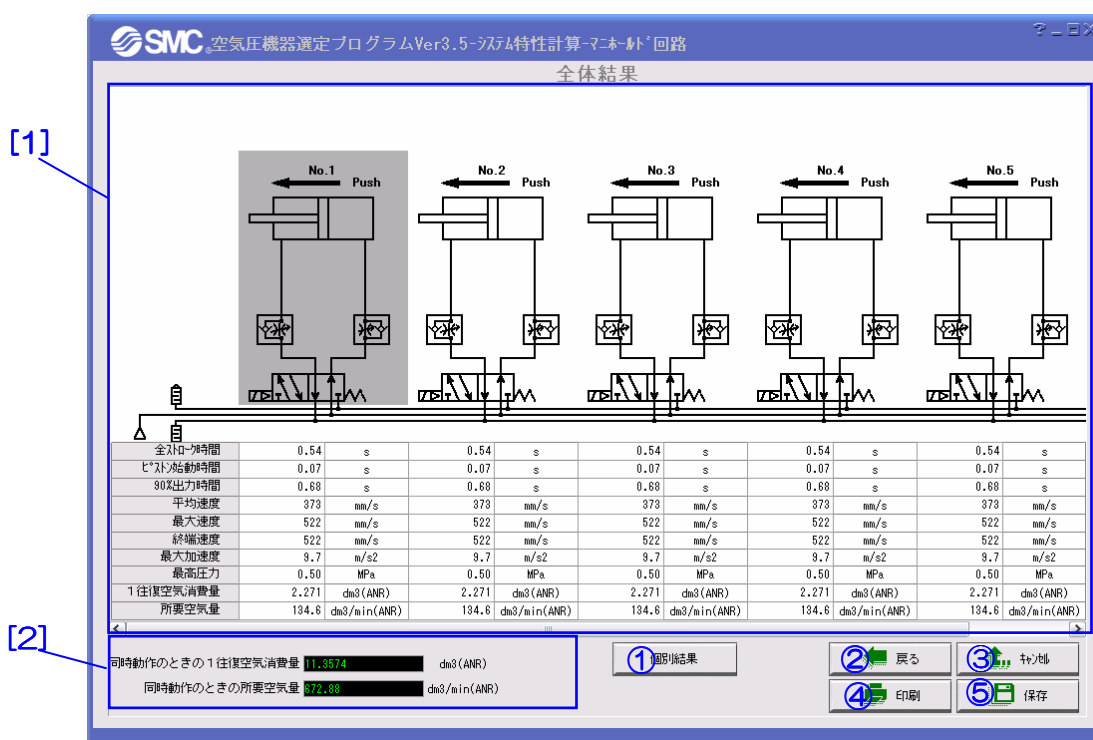 SMC 空気圧機器選定プログラムVer3.5-ｼｽﾃﾑ特性計算-ﾏﾆﾎｰﾙﾄﾞ回路
全体結果
[1]
No.1 No.2 No.3 No.4 No.5
Push Push Push Push Push
全ｽﾄﾛｰｸ時間 0.54 s 0.54 s 0.54 s 0.54 s 0.54 s
ﾋﾟｽﾄﾝ始動時間 0.07 s 0.07 s 0.07 s 0.07 s 0.07 s
90%出力時間 0.68 s 0.68 s 0.68 s 0.68 s 0.68 s
平均速度 373 mm/s 373 mm/s 373 mm/s 373 mm/s 373 mm/s
最大速度 522 mm/s 522 mm/s 522 mm/s 522 mm/s 522 mm/s
終端速度 522 mm/s 522 mm/s 522 mm/s 522 mm/s 522 mm/s
最大加速度 9.7 m/s2 9.7 m/s2 9.7 m/s2 9.7 m/s2 9.7 m/s2
最高圧力 0.50 MPa 0.50 MPa 0.50 MPa 0.50 MPa 0.50 MPa
1往復空気消費量 2.271 dm3(ANR) 2.271 dm3(ANR) 2.271 dm3(ANR) 2.271 dm3(ANR) 2.271 dm3(ANR)
所要空気量 134.6 dm3/min(ANR) 134.6 dm3/min(ANR) 134.6 dm3/min(ANR) 134.6 dm3/min(ANR) 134.6 dm3/min(ANR)
[2]
同時動作のときの1往復空気消費量 11.3574 dm3(ANR)
同時動作のときの所要空気量 672.88 dm3/min(ANR)
① 個別結果
② 戻る
③ ｷｬﾝｾﾙ
④ 印刷
⑤ 保存